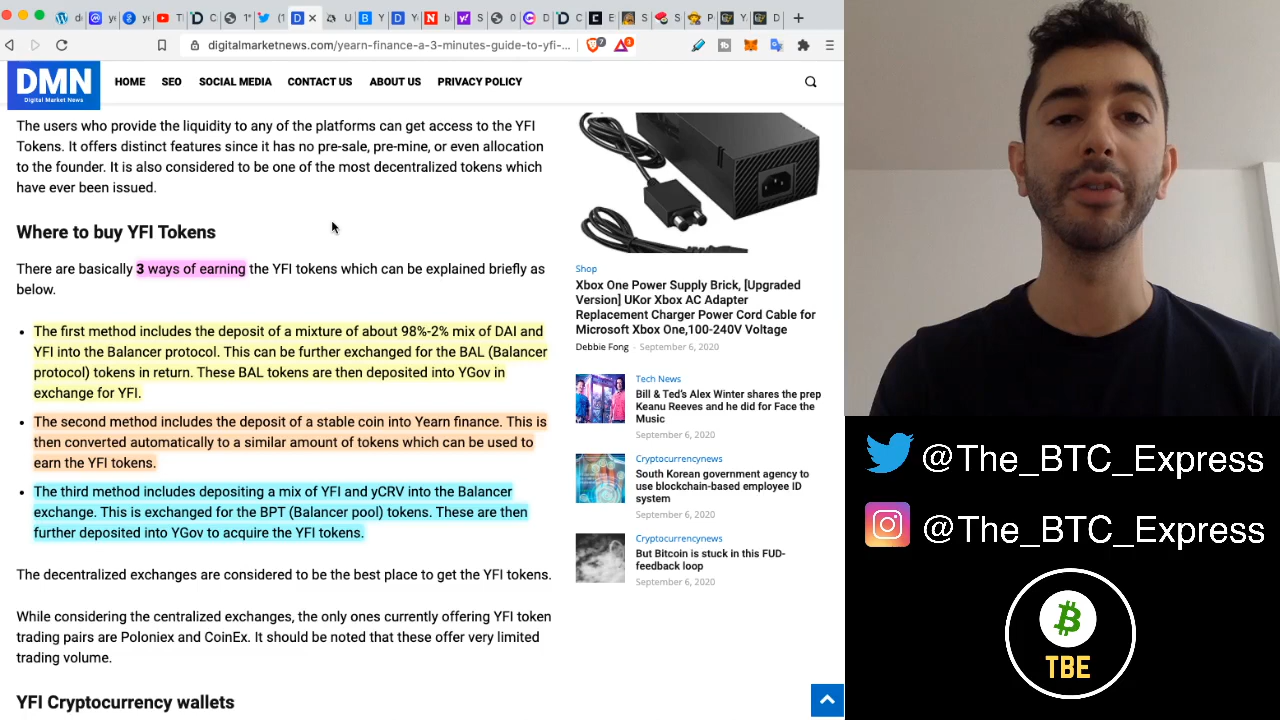 1
D
C
y
y
T
D
C
1
(1
D
U
Y
Y
(
S
0
D
C
S
S
P
Y
D
digitalmarketnews.com/yearn-finance-a-3-minutes-guide-to-yfi-...
7
3
DMN
Digital Market News
HOME
SEO
SOCIAL MEDIA
CONTACT US
ABOUT US
PRIVACY POLICY
The users who provide the liquidity to any of the platforms can get access to the YFI
Tokens. It offers distinct features since it has no pre-sale, pre-mine, or even allocation
to the founder. It is also considered to be one of the most decentralized tokens which
have ever been issued.
Where to buy YFI Tokens
There are basically 3 ways of earning the YFI tokens which can be explained briefly as
below.
• The first method includes the deposit of a mixture of about 98%-2% mix of DAI and
YFI into the Balancer protocol. This can be further exchanged for the BAL (Balancer
protocol) tokens in return. These BAL tokens are then deposited into YGov in
exchange for YFI.
• The second method includes the deposit of a stable coin into Yearn finance. This is
then converted automatically to a similar amount of tokens which can be used to
earn the YFI tokens.
• The third method includes depositing a mix of YFI and yCRV into the Balancer
exchange. This is exchanged for the BPT (Balancer pool) tokens. These are then
further deposited into YGov to acquire the YFI tokens.
The decentralized exchanges are considered to be the best place to get the YFI tokens.
While considering the centralized exchanges, the only ones currently offering YFI token
trading pairs are Poloniex and CoinEx. It should be noted that these offer very limited
trading volume.
YFI Cryptocurrency wallets
Shop
Xbox One Power Supply Brick, [Upgraded
Version] UKor Xbox AC Adapter
Replacement Charger Power Cord Cable for
Microsoft Xbox One,100-240V Voltage
Debbie Fong - September 6, 2020
Tech News
Bill & Ted's Alex Winter shares the prep
Keanu Reeves and he did for Face the
Music
September 6, 2020
Cryptocurrencynews
South Korean government agency to
use blockchain-based employee ID
system
September 6, 2020
Cryptocurrencynews
But Bitcoin is stuck in this FUD-
feedback loop
September 6, 2020
@The_BTC_Express
@The_BTC_Express
TBE